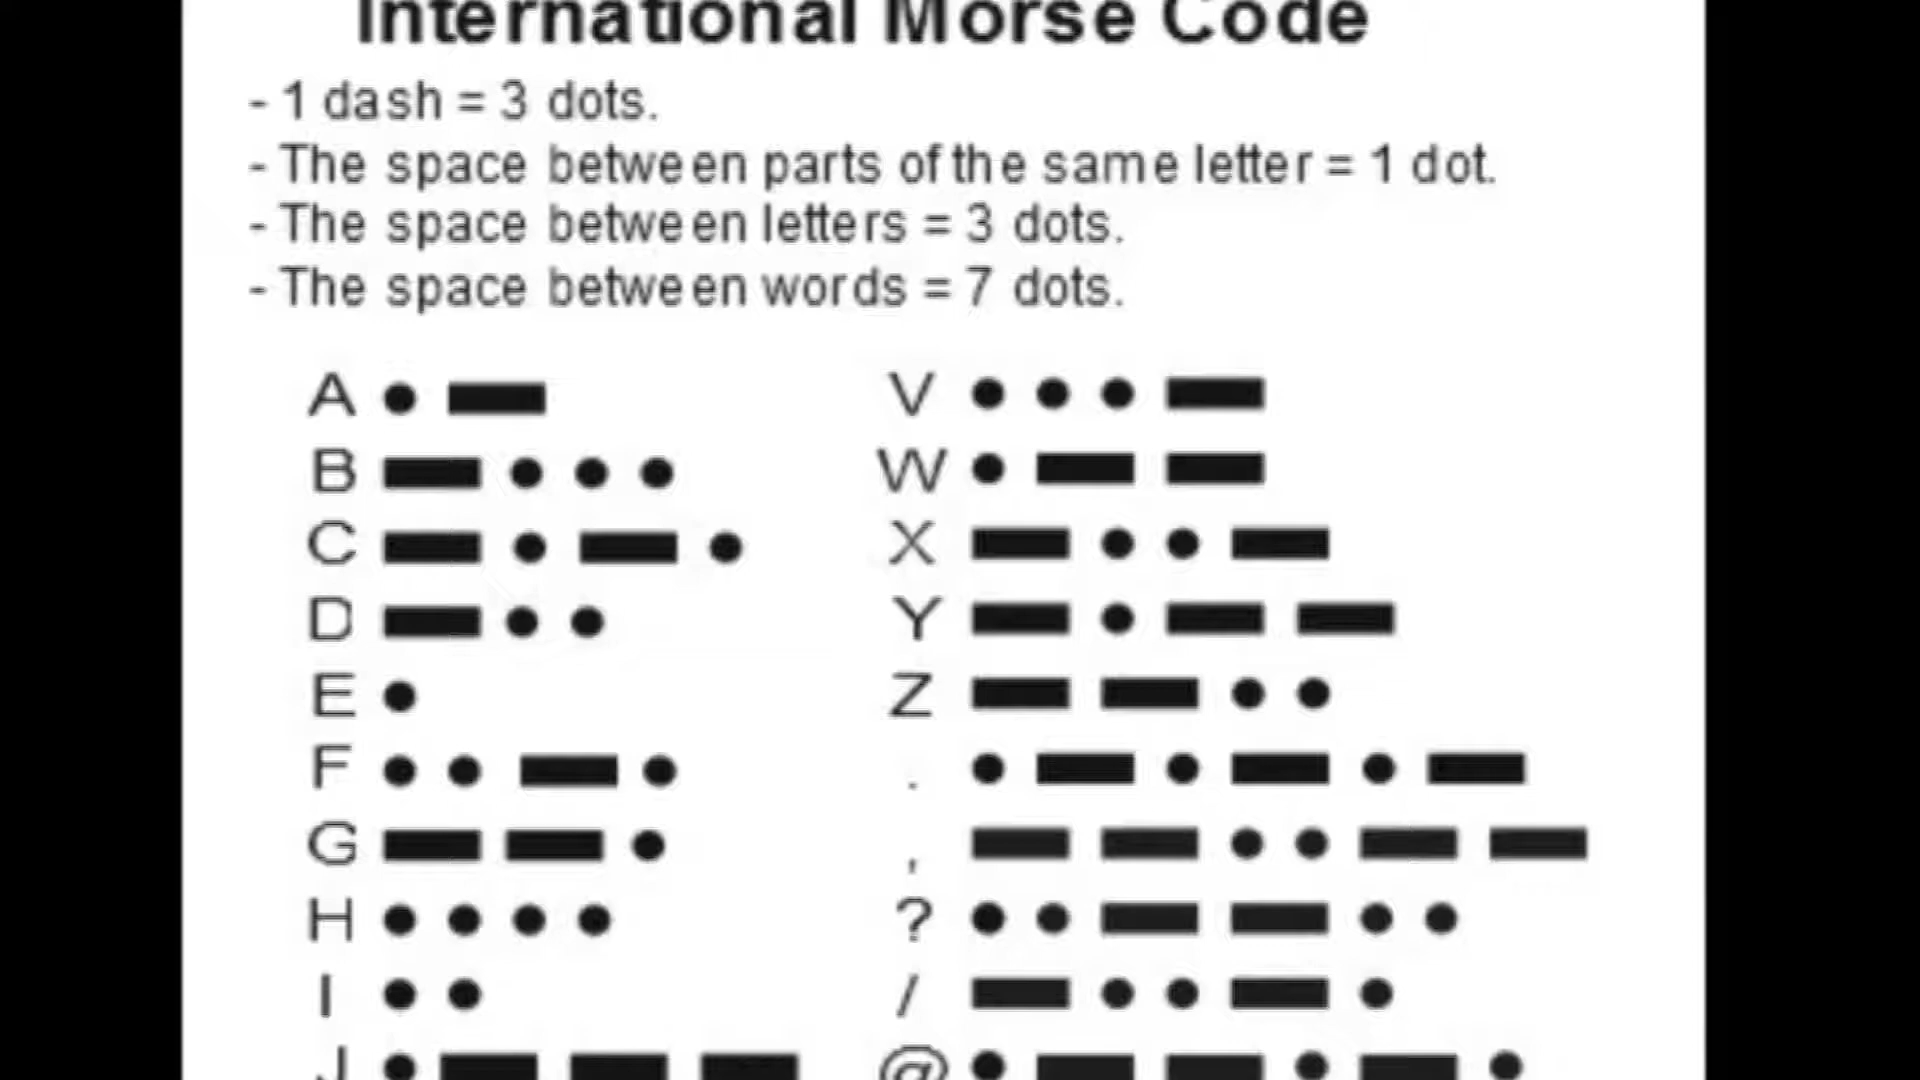 International Morse Code
- 1 dash = 3 dots.
- The space between parts of the same letter = 1 dot.
- The space between letters = 3 dots.
- The space between words = 7 dots.
A
B
C
D
E
F
G
H
I
J
V
W
X
Y
Z
.
,
?
/
@